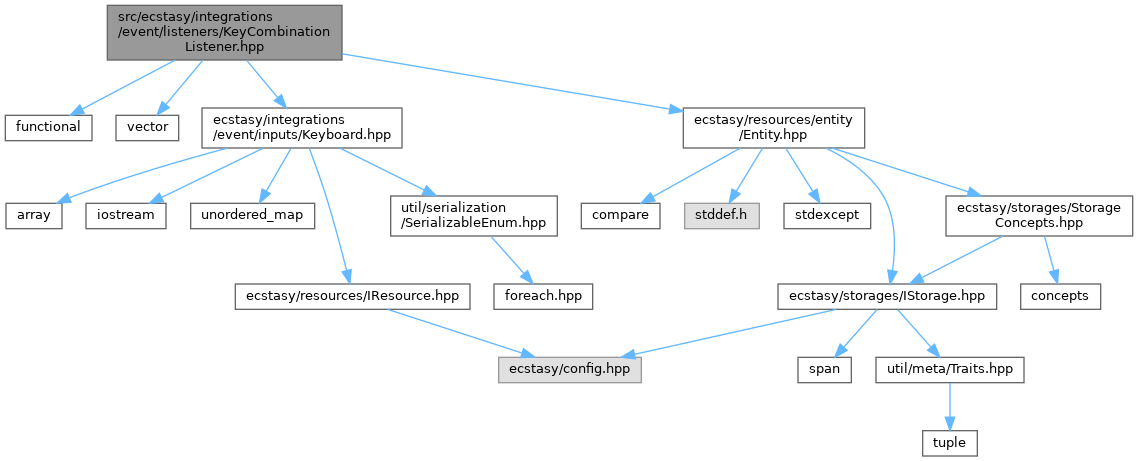 src/ecstasy/integrations
/event/listeners/KeyCombination
Listener.hpp
functional
vector
ecstasy/integrations
/event/inputs/Keyboard.hpp
ecstasy/resources/entity
/Entity.hpp
array
iostream
unordered_map
util/serialization
/SerializableEnum.hpp
compare
stddef.h
stdexcept
ecstasy/storages/Storage
Concepts.hpp
ecstasy/resources/IResource.hpp
foreach.hpp
ecstasy/storages/IStorage.hpp
concepts
ecstasy/config.hpp
span
util/meta/Traits.hpp
tuple